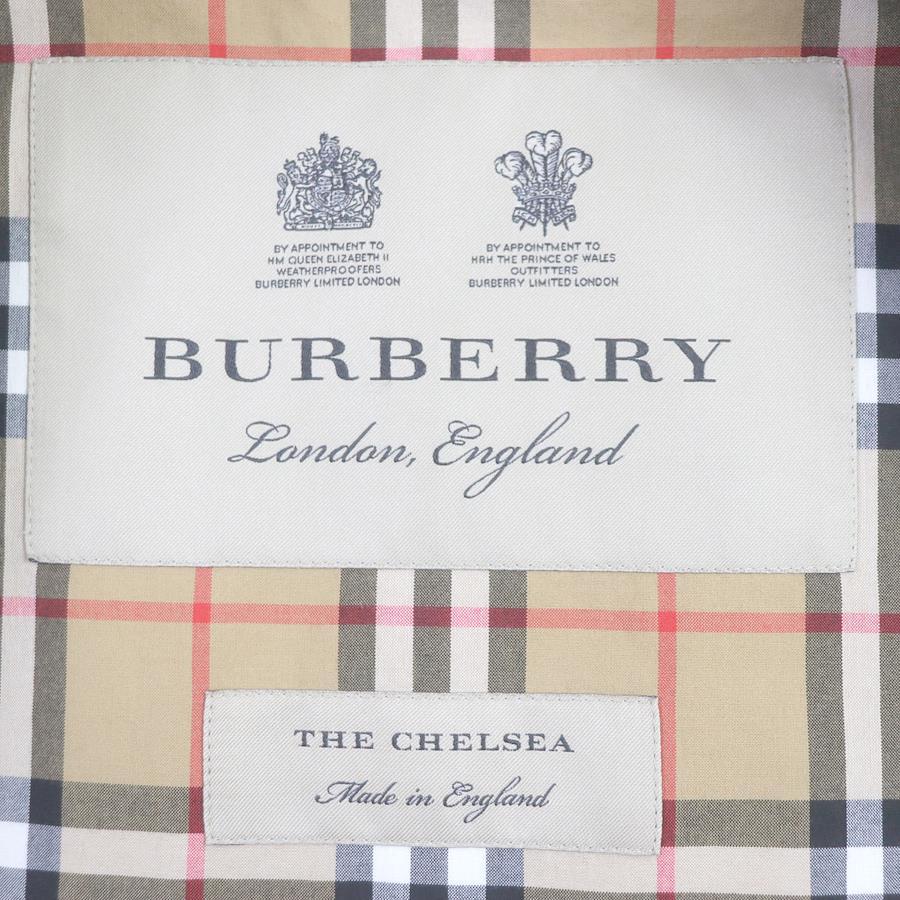 BY APPOINTMENT TO
HM QUEEN ELIZABETH II
WEATHERPROOFERS
BURBERRY LIMITED LONDON
BY APPOINTMENT TO
HRH THE PRINCE OF WALES
OUTFITTERS
BURBERRY LIMITED LONDON
BURBERRY
London, England
THE CHELSEA
Made in England